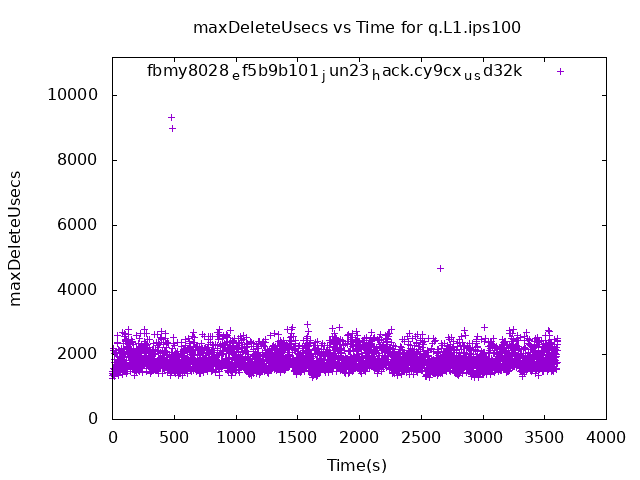 maxDeleteUsecs vs Time for q.L1.ips100
fbmy8028ef5b9b101jun23hack.cy9cxusd32k
10000
8000
6000
4000
2000
0
maxDeleteUsecs
0 500 1000 1500 2000 2500 3000 3500 4000
Time(s)